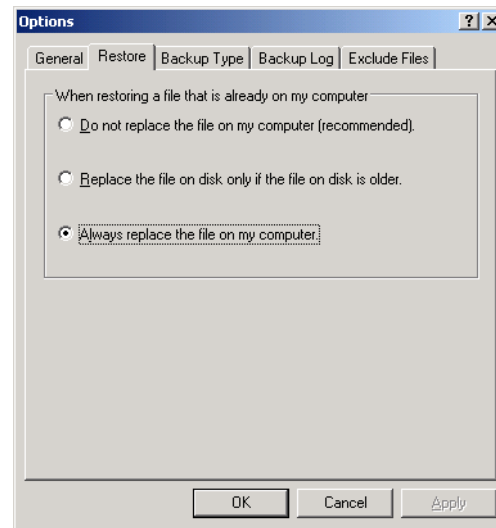 Options
General Restore Backup Type Backup Log Exclude Files
When restoring a file that is already on my computer
Do not replace the file on my computer (recommended).
Replace the file on disk only if the file on disk is older.
Always replace the file on my computer.
OK Cancel Apply